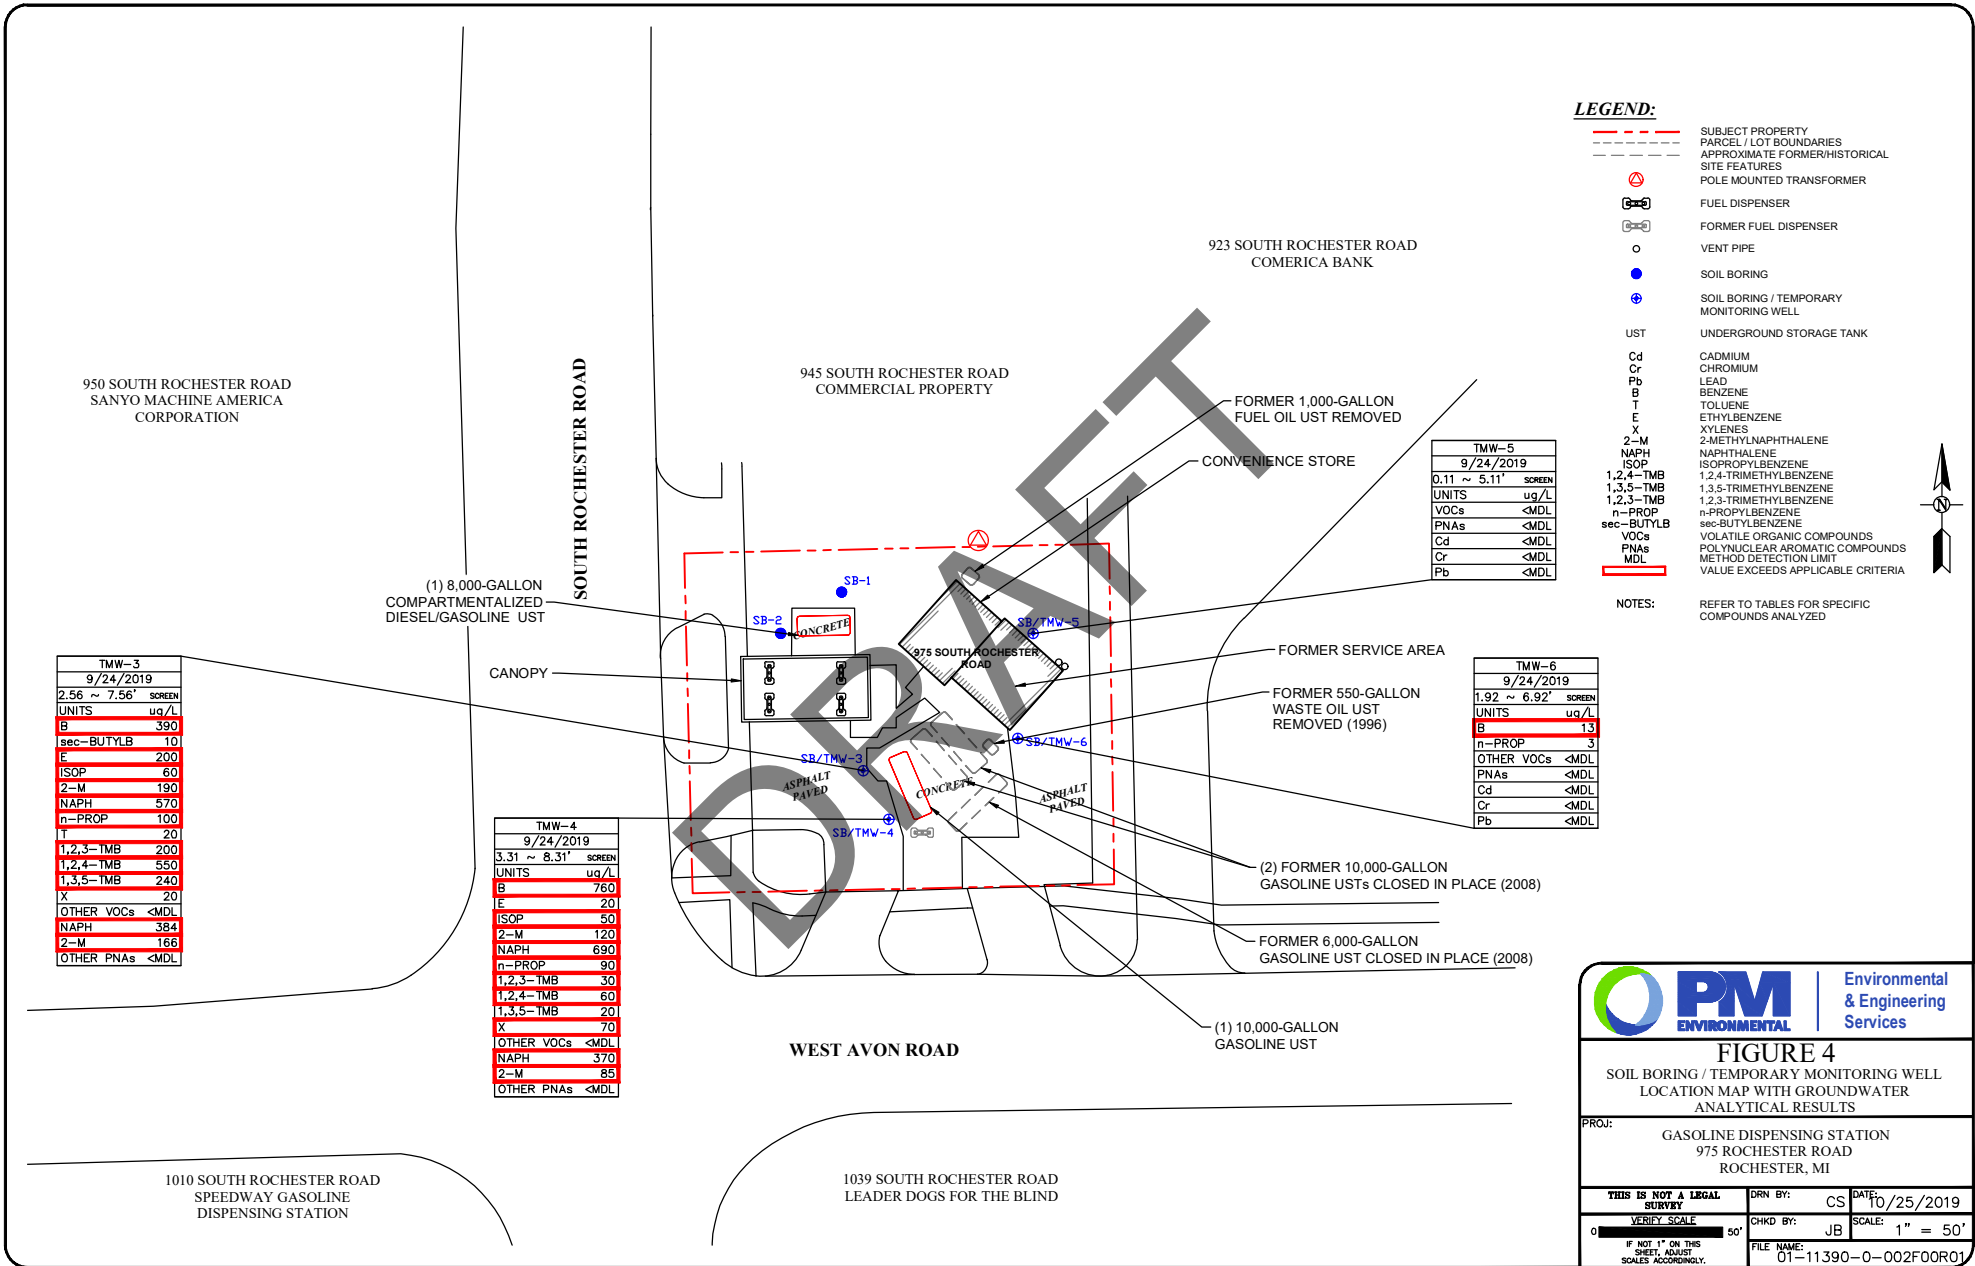 LEGEND:
SUBJECT PROPERTY
PARCEL / LOT BOUNDARIES
APPROXIMATE FORMER/HISTORICAL
SITE FEATURES
POLE MOUNTED TRANSFORMER
FUEL DISPENSER
FORMER FUEL DISPENSER
VENT PIPE
SOIL BORING
SOIL BORING / TEMPORARY
MONITORING WELL
UST UNDERGROUND STORAGE TANK
Cd CADMIUM
Cr CHROMIUM
Pb LEAD
B BENZENE
T TOLUENE
E ETHYLBENZENE
X XYLENES
2-M 2-METHYLNAPHTHALENE
NAPH NAPHTHALENE
ISOP ISOPROPYLBENZENE
1,2,4-TMB 1,2,4-TRIMETHYLBENZENE
1,3,5-TMB 1,3,5-TRIMETHYLBENZENE
1,2,3-TMB 1,2,3-TRIMETHYLBENZENE
n-PROP n-PROPYLBENZENE
sec-BUTYLB sec-BUTYLBENZENE
VOCs VOLATILE ORGANIC COMPOUNDS
PNAs POLYNUCLEAR AROMATIC COMPOUNDS
MDL METHOD DETECTION LIMIT
VALUE EXCEEDS APPLICABLE CRITERIA
NOTES: REFER TO TABLES FOR SPECIFIC
COMPOUNDS ANALYZED
N
923 SOUTH ROCHESTER ROAD
COMERICA BANK
950 SOUTH ROCHESTER ROAD
SANYO MACHINE AMERICA
CORPORATION
SOUTH ROCHESTER ROAD
945 SOUTH ROCHESTER ROAD
COMMERCIAL PROPERTY
FORMER 1,000-GALLON
FUEL OIL UST REMOVED
CONVENIENCE STORE
TMW-5
9/24/2019
0.11 ~ 5.11' SCREEN
UNITS ug/L
VOCs <MDL
PNAs <MDL
Cd <MDL
Cr <MDL
Pb <MDL
(1) 8,000-GALLON
COMPARTMENTALIZED
DIESEL/GASOLINE UST
CANOPY
SB-1
SB-2
CONCRETE
SB/TMW-5
975 SOUTH ROCHESTER
ROAD
FORMER SERVICE AREA
FORMER 550-GALLON
WASTE OIL UST
REMOVED (1996)
SB/TMW-6
SB/TMW-3
ASPHALT
PAVED
CONCRETE
ASPHALT
PAVED
SB/TMW-4
DRAFT
TMW-6
9/24/2019
1.92 ~ 6.92' SCREEN
UNITS ug/L
B 13
n-PROP 3
OTHER VOCs <MDL
PNAs <MDL
Cd <MDL
Cr <MDL
Pb <MDL
TMW-3
9/24/2019
2.56 ~ 7.56' SCREEN
UNITS ug/L
B 390
sec-BUTYLB 10
E 200
ISOP 60
2-M 190
NAPH 570
n-PROP 100
T 20
1,2,3-TMB 200
1,2,4-TMB 550
1,3,5-TMB 240
X 20
OTHER VOCs <MDL
NAPH 384
2-M 166
OTHER PNAs <MDL
TMW-4
9/24/2019
3.31 ~ 8.31' SCREEN
UNITS ug/L
B 760
E 20
ISOP 50
2-M 120
NAPH 690
n-PROP 90
1,2,3-TMB 30
1,2,4-TMB 60
1,3,5-TMB 20
X 70
OTHER VOCs <MDL
NAPH 370
2-M 85
OTHER PNAs <MDL
(2) FORMER 10,000-GALLON
GASOLINE USTs CLOSED IN PLACE (2008)
FORMER 6,000-GALLON
GASOLINE UST CLOSED IN PLACE (2008)
(1) 10,000-GALLON
GASOLINE UST
WEST AVON ROAD
1010 SOUTH ROCHESTER ROAD
SPEEDWAY GASOLINE
DISPENSING STATION
1039 SOUTH ROCHESTER ROAD
LEADER DOGS FOR THE BLIND
PM
ENVIRONMENTAL
Environmental
& Engineering
Services
FIGURE 4
SOIL BORING / TEMPORARY MONITORING WELL
LOCATION MAP WITH GROUNDWATER
ANALYTICAL RESULTS
PROJ:
GASOLINE DISPENSING STATION
975 ROCHESTER ROAD
ROCHESTER, MI
THIS IS NOT A LEGAL
SURVEY
VERIFY SCALE
0 50'
IF NOT 1" ON THIS
SHEET, ADJUST
SCALES ACCORDINGLY.
DRN BY: CS
DATE: 10/25/2019
CHKD BY: JB
SCALE: 1" = 50'
FILE NAME:
01-11390-0-002F00R01